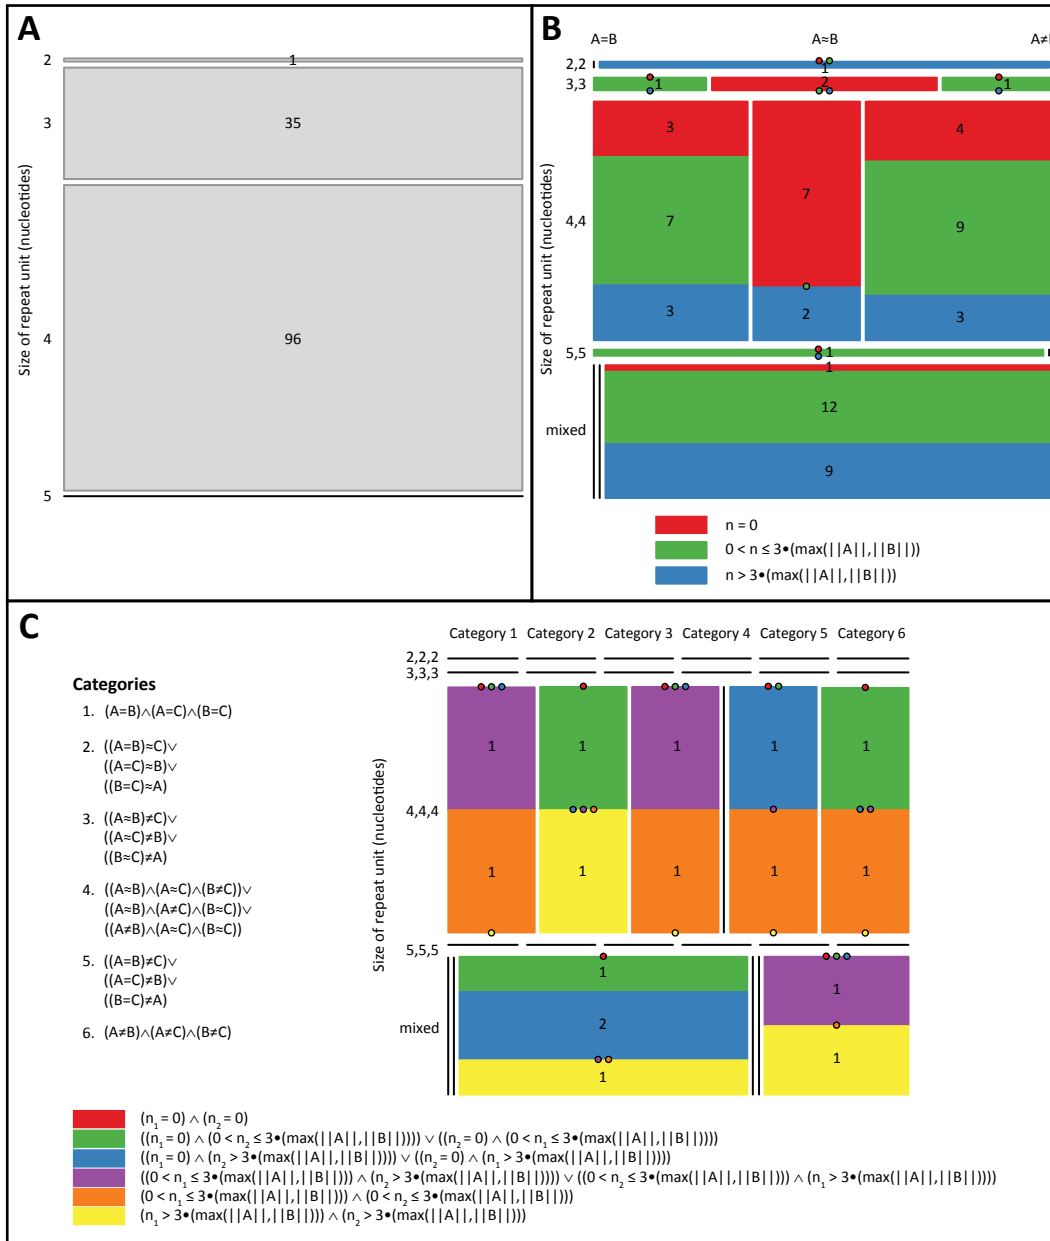 A
2
1
3
35
4
96
5
Size of repeat unit (nucleotides)
B
A=B
A≈B
A≠
2,2
1
3,3
1
2
1
3
4
7
4,4
7
9
3
2
3
5,5
1
1
mixed
12
9
Size of repeat unit (nucleotides)
n = 0
0 < n ≤ 3•(max(||A||,||B||))
n > 3•(max(||A||,||B||))
C
Category 1 Category 2 Category 3 Category 4 Category 5 Category 6
2,2,2
3,3,3
Categories
1. (A=B)∧(A=C)∧(B=C)
2. ((A=B)≈C)∨
((A=C)≈B)∨
((B=C)≈A)
3. ((A≈B)≠C)∨
((A≈C)≠B)∨
((B≈C)≠A)
4. ((A≈B)∧(A≈C)∧(B≠C))∨
((A≈B)∧(A≠C)∧(B≈C))∨
((A≠B)∧(A≈C)∧(B≈C))
5. ((A=B)≠C)∨
((A=C)≠B)∨
((B=C)≠A)
6. (A≠B)∧(A≠C)∧(B≠C)
1 1 1 1 1
4,4,4
1 1 1 1 1
5,5,5
1
1
mixed
2
1
1
Size of repeat unit (nucleotides)
(n₁ = 0) ∧ (n₂ = 0)
((n₁ = 0) ∧ (0 < n₂ ≤ 3•(max(||A||,||B||)))) ∨ ((n₂ = 0) ∧ (0 < n₁ ≤ 3•(max(||A||,||B||))))
((n₁ = 0) ∧ (n₂ > 3•(max(||A||,||B||)))) ∨ ((n₂ = 0) ∧ (n₁ > 3•(max(||A||,||B||))))
((0 < n₁ ≤ 3•(max(||A||,||B||))) ∧ (n₂ > 3•(max(||A||,||B||)))) ∨ ((0 < n₂ ≤ 3•(max(||A||,||B||))) ∧ (n₁ > 3•(max(||A||,||B||))))
(0 < n₁ ≤ 3•(max(||A||,||B||))) ∧ (0 < n₂ ≤ 3•(max(||A||,||B||)))
(n₁ > 3•(max(||A||,||B||))) ∧ (n₂ > 3•(max(||A||,||B||)))